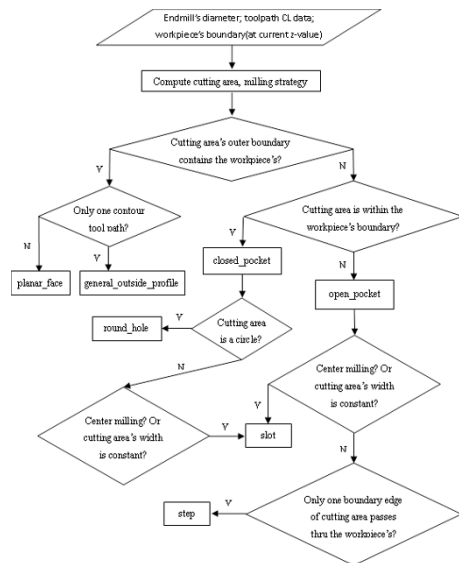 Endmill's diameter; toolpath CL data;
workpiece's boundary(at current z-value)
Compute cutting area, milling strategy
Cutting area's outer boundary
contains the workpiece's?
Y
N
Only one contour
tool path?
Cutting area is within the
workpiece's boundary?
N
Y
Y
N
planar_face
general_outside_profile
closed_pocket
open_pocket
Y
round_hole
Cutting area
is a circle?
N
Center milling? Or
cutting area's width
is constant?
Y
Center milling? Or
cutting area's width
is constant?
Y
slot
N
Only one boundary edge
of cutting area passes
thru the workpiece's?
Y
step